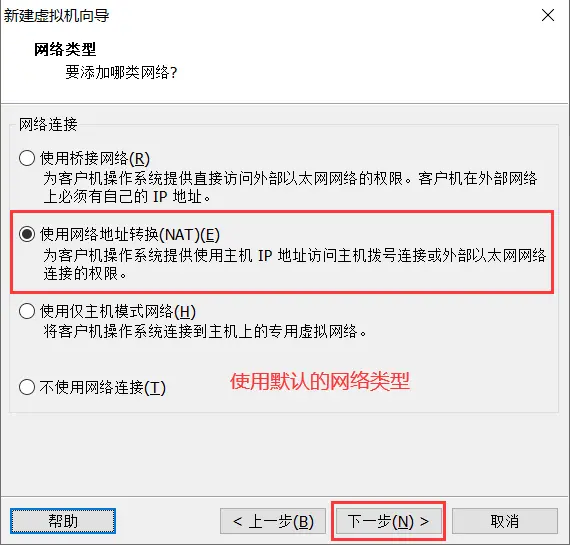 新建虚拟机向导
网络类型
要添加哪类网络?
网络连接
使用桥接网络(R)
为客户机操作系统提供直接访问外部以太网网络的权限。客户机在外部网络
上必须有自己的 IP 地址。
使用网络地址转换(NAT)(E)
为客户机操作系统提供使用主机 IP 地址访问主机拨号连接或外部以太网网络
连接的权限。
使用仅主机模式网络(H)
将客户机操作系统连接到主机上的专用虚拟网络。
不使用网络连接(T)
使用默认的网络类型
帮助
< 上一步(B)
下一步(N) >
取消